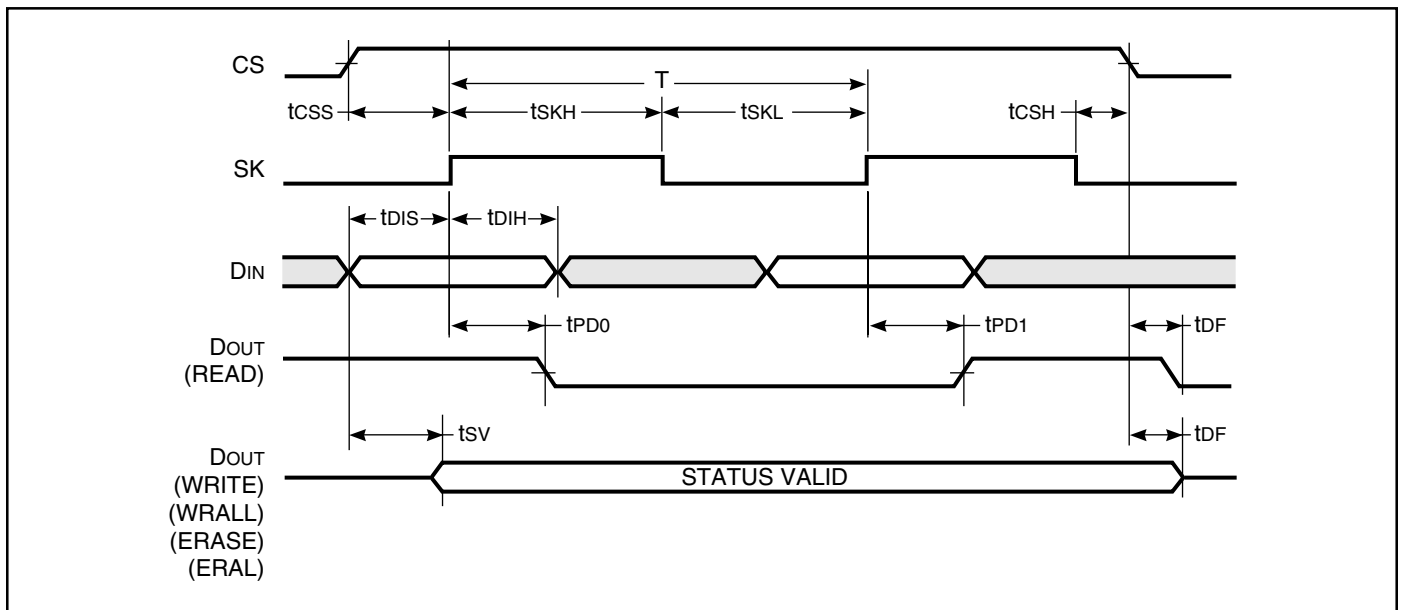 CS
T
tCSS
tSKH
tSKL
tCSH
SK
tDIS
tDIH
DIN
tPD0
tPD1
tDF
DOUT
(READ)
tSV
tDF
DOUT
(WRITE)
(WRALL)
(ERASE)
(ERAL)
STATUS VALID